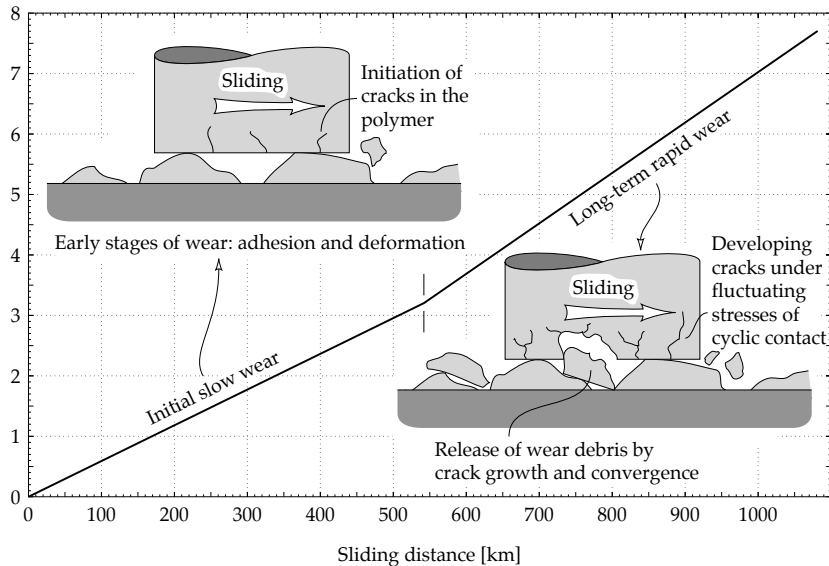 8
7
6
5
4
3
2
1
0
Sliding
Initiation of
cracks in the
polymer
Early stages of wear: adhesion and deformation
Initial slow wear
Long-term rapid wear
Sliding
Developing
cracks under
fluctuating
stresses of
cyclic contact
Release of wear debris by
crack growth and convergence
0 100 200 300 400 500 600 700 800 900 1000
Sliding distance [km]